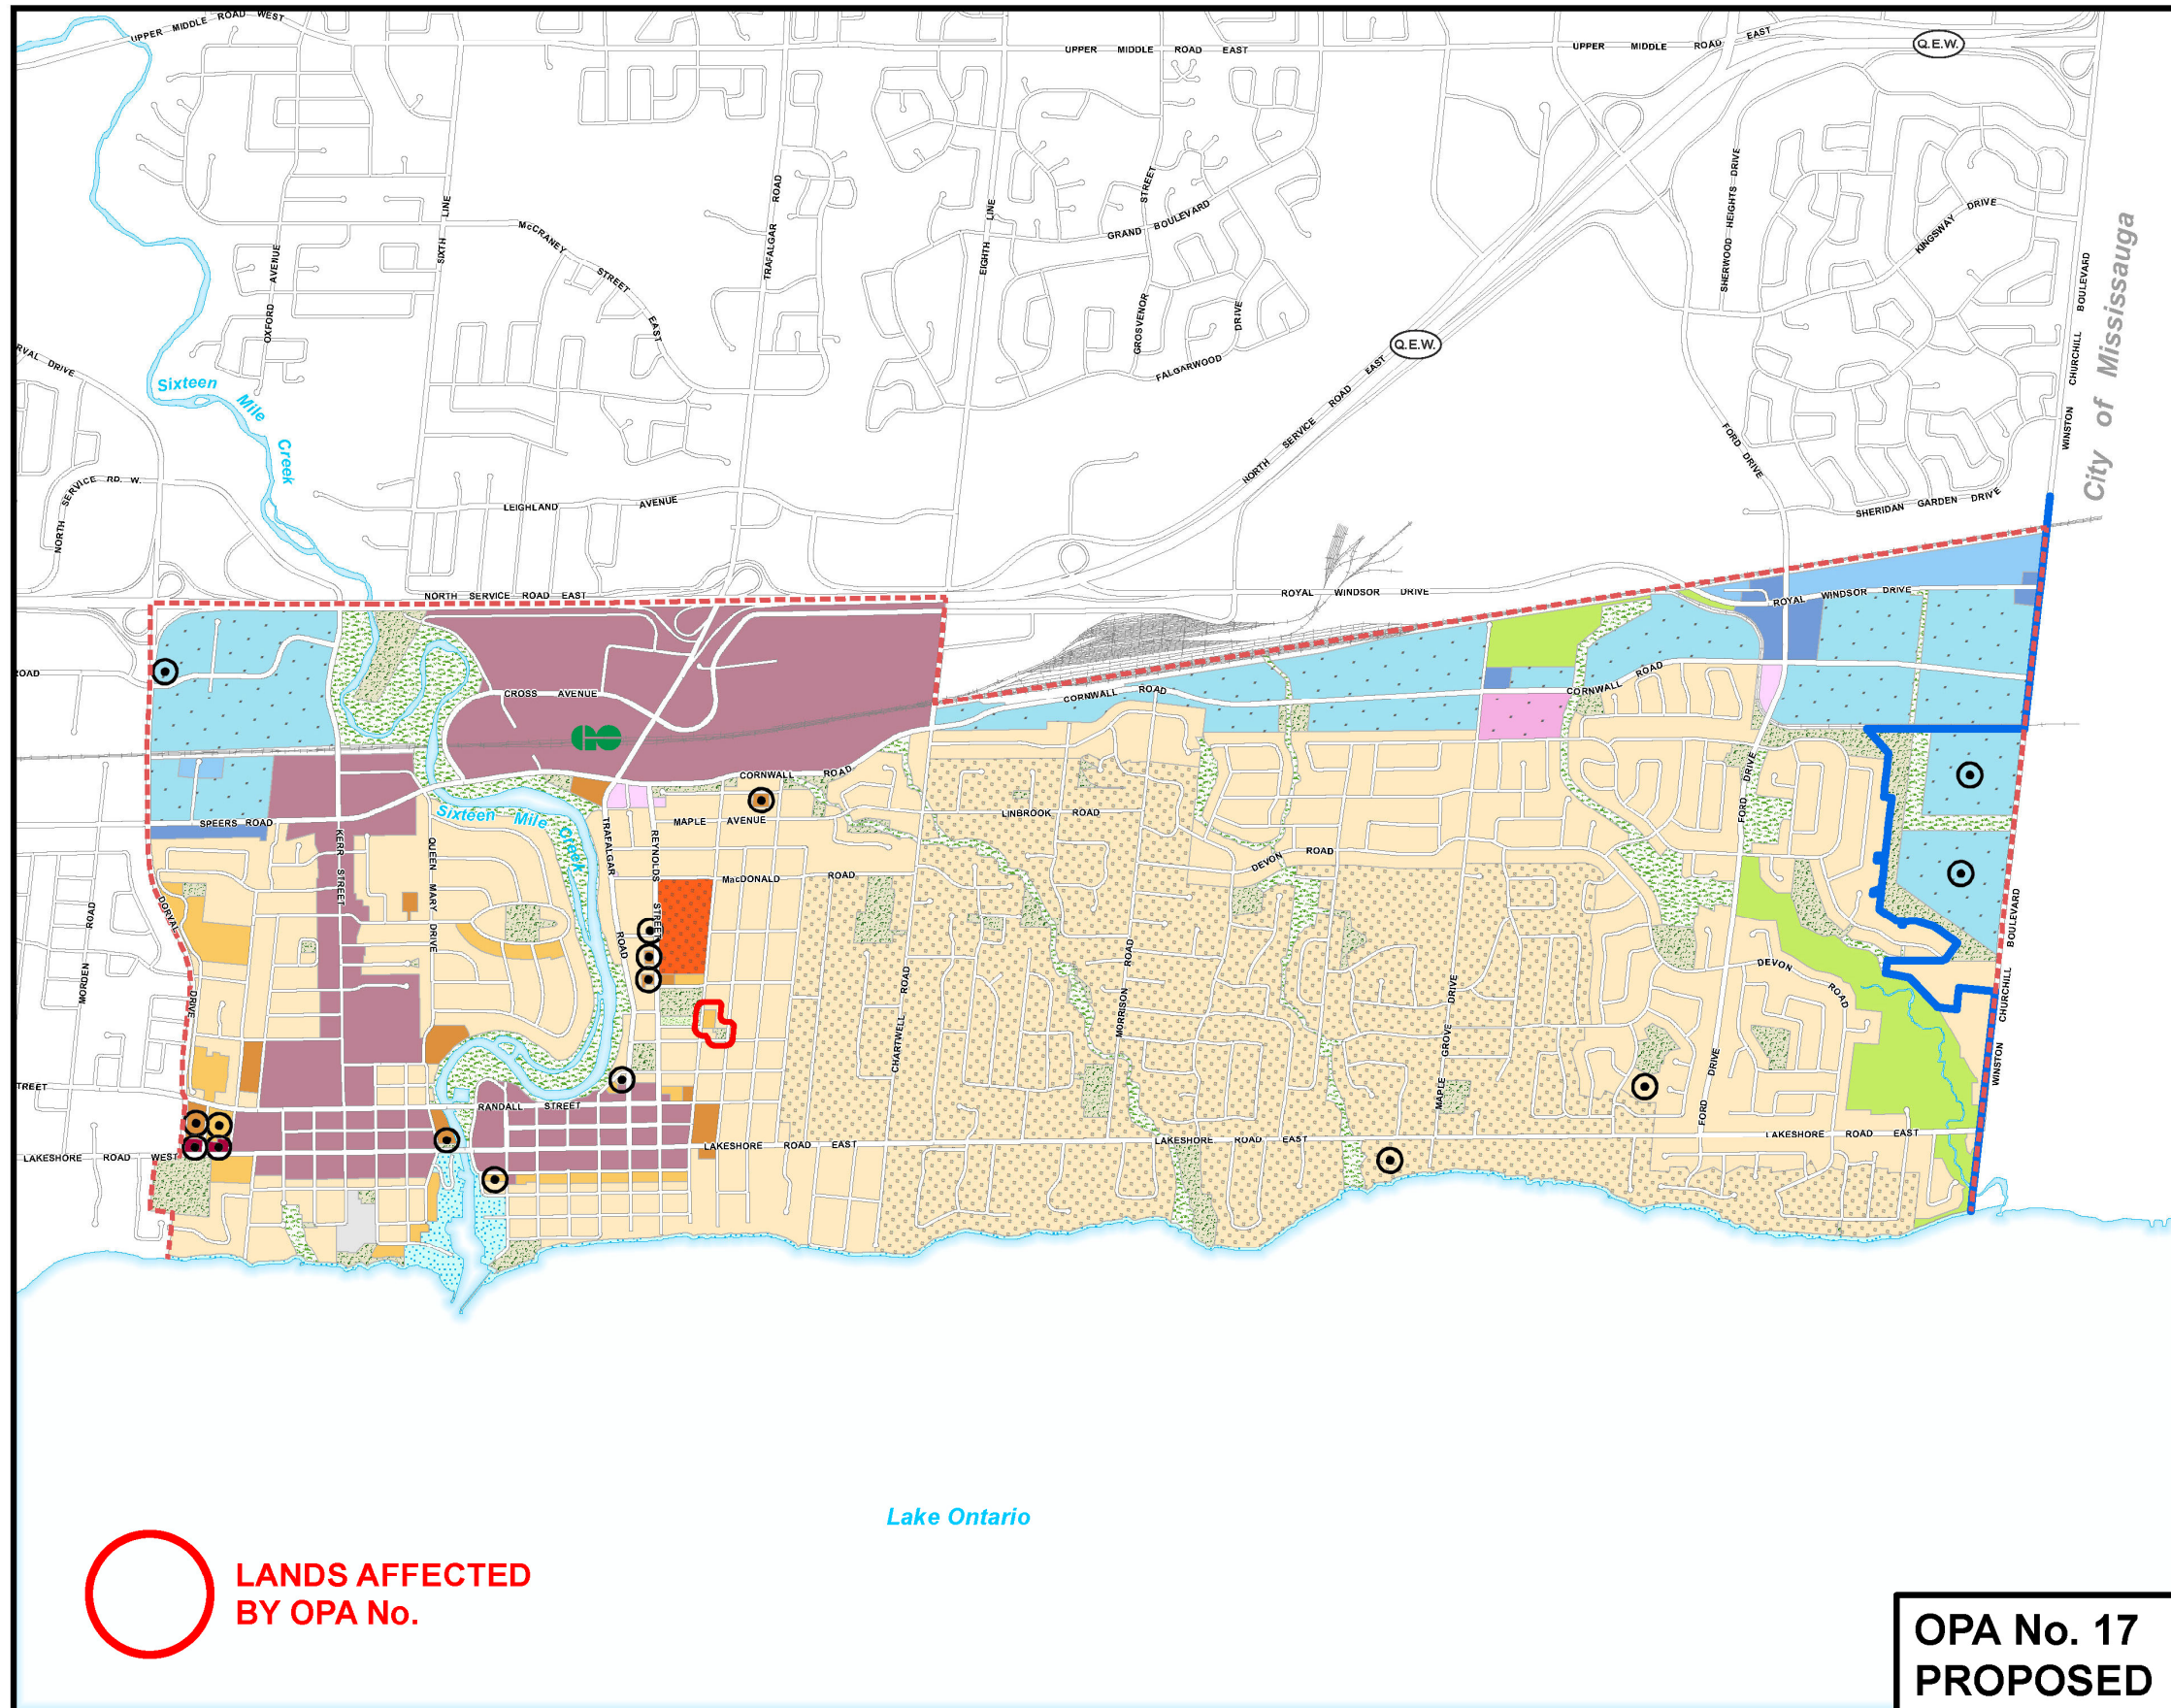 UPPER MIDDLE ROAD WEST
UPPER MIDDLE ROAD EAST
UPPER MIDDLE ROAD EAST
Q.E.W.
SIXTH LINE
OXFORD AVENUE
McCRANEY STREET EAST
TRAFALGAR ROAD
EIGHTH LINE
GRAND BOULEVARD
STREET
GROSVENOR
FALGARWOOD DRIVE
SHERWOOD HEIGHTS DRIVE
KINGSWAY DRIVE
WINSTON CHURCHILL BOULEVARD
City of Mississauga
RVAL DRIVE
Sixteen Mile Creek
Q.E.W.
NORTH SERVICE ROAD EAST
FORD DRIVE
NORTH SERVICE RD. W.
LEIGHLAND AVENUE
SHERIDAN GARDEN DRIVE
NORTH SERVICE ROAD EAST
ROYAL WINDSOR DRIVE
ROYAL WINDSOR DRIVE
ROAD
CROSS AVENUE
CORNWALL ROAD
CORNWALL ROAD
GO
CORNWALL ROAD
SPEERS ROAD
Sixteen Mile Creek
MAPLE AVENUE
LINBROOK ROAD
FORD DRIVE
KERR STREET
QUEEN MARY DRIVE
TRAFALGAR ROAD
REYNOLDS STREET
MacDONALD ROAD
DEVON ROAD
MORDEN ROAD
DORVAL DRIVE
CHARTWELL ROAD
MORRISON ROAD
MAPLE GROVE DRIVE
FORD DRIVE
DEVON ROAD
WINSTON CHURCHILL BOULEVARD
TREET
RANDALL STREET
LAKESHORE ROAD WEST
LAKESHORE ROAD EAST
LAKESHORE ROAD EAST
LAKESHORE ROAD EAST
Lake Ontario
LANDS AFFECTED
BY OPA No.
OPA No. 17
PROPOSED